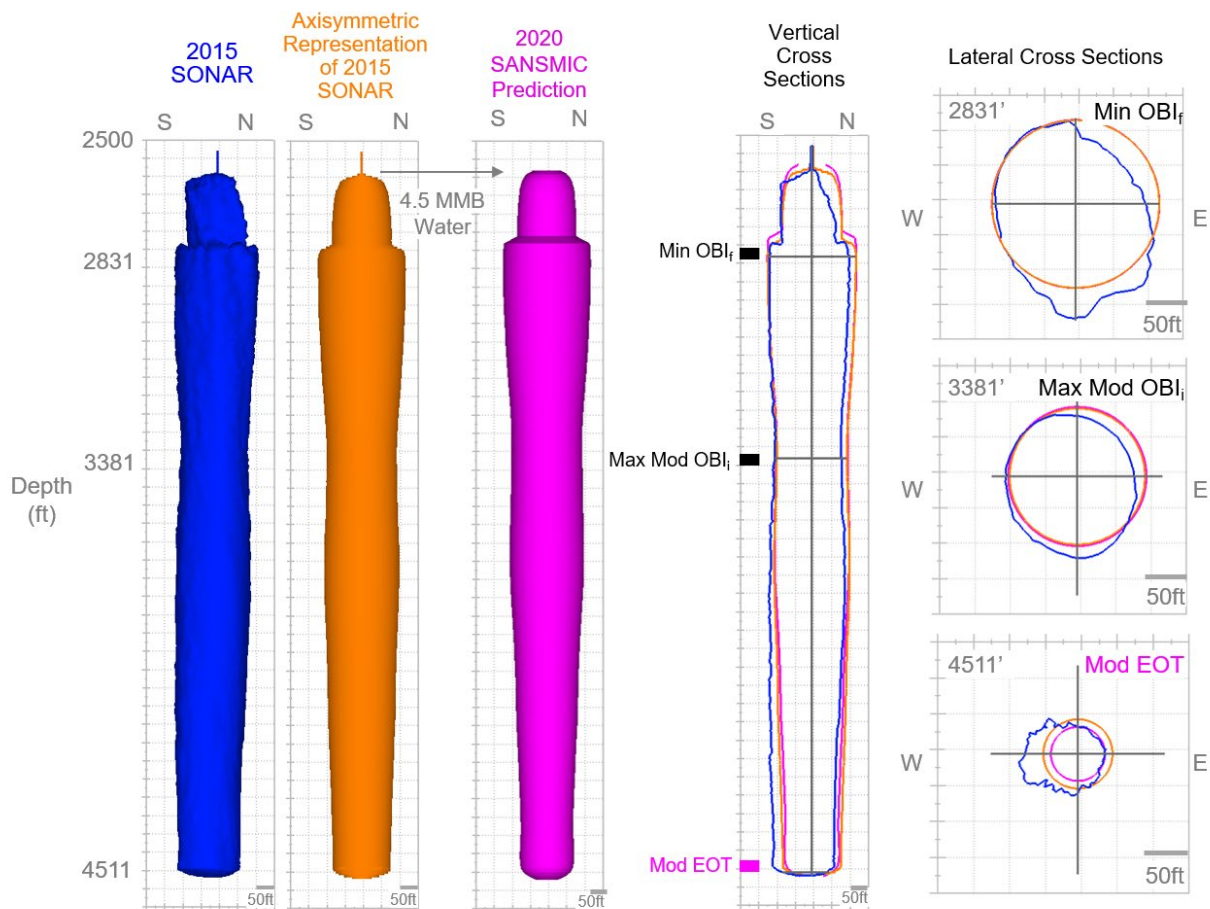 2015
SONAR
Axisymmetric
Representation
of 2015
SONAR
2020
SANSMIC
Prediction
Vertical
Cross
Sections
Lateral Cross Sections
S N
S N
S N
2500
2831
3381
4511
Depth
(ft)
4.5 MMB
Water
50ft
50ft
50ft
S N
Min OBIf
Max Mod OBIi
Mod EOT
50ft
2831’ Min OBIf
W E
50ft
3381’ Max Mod OBIi
W E
50ft
4511’ Mod EOT
W E
50ft